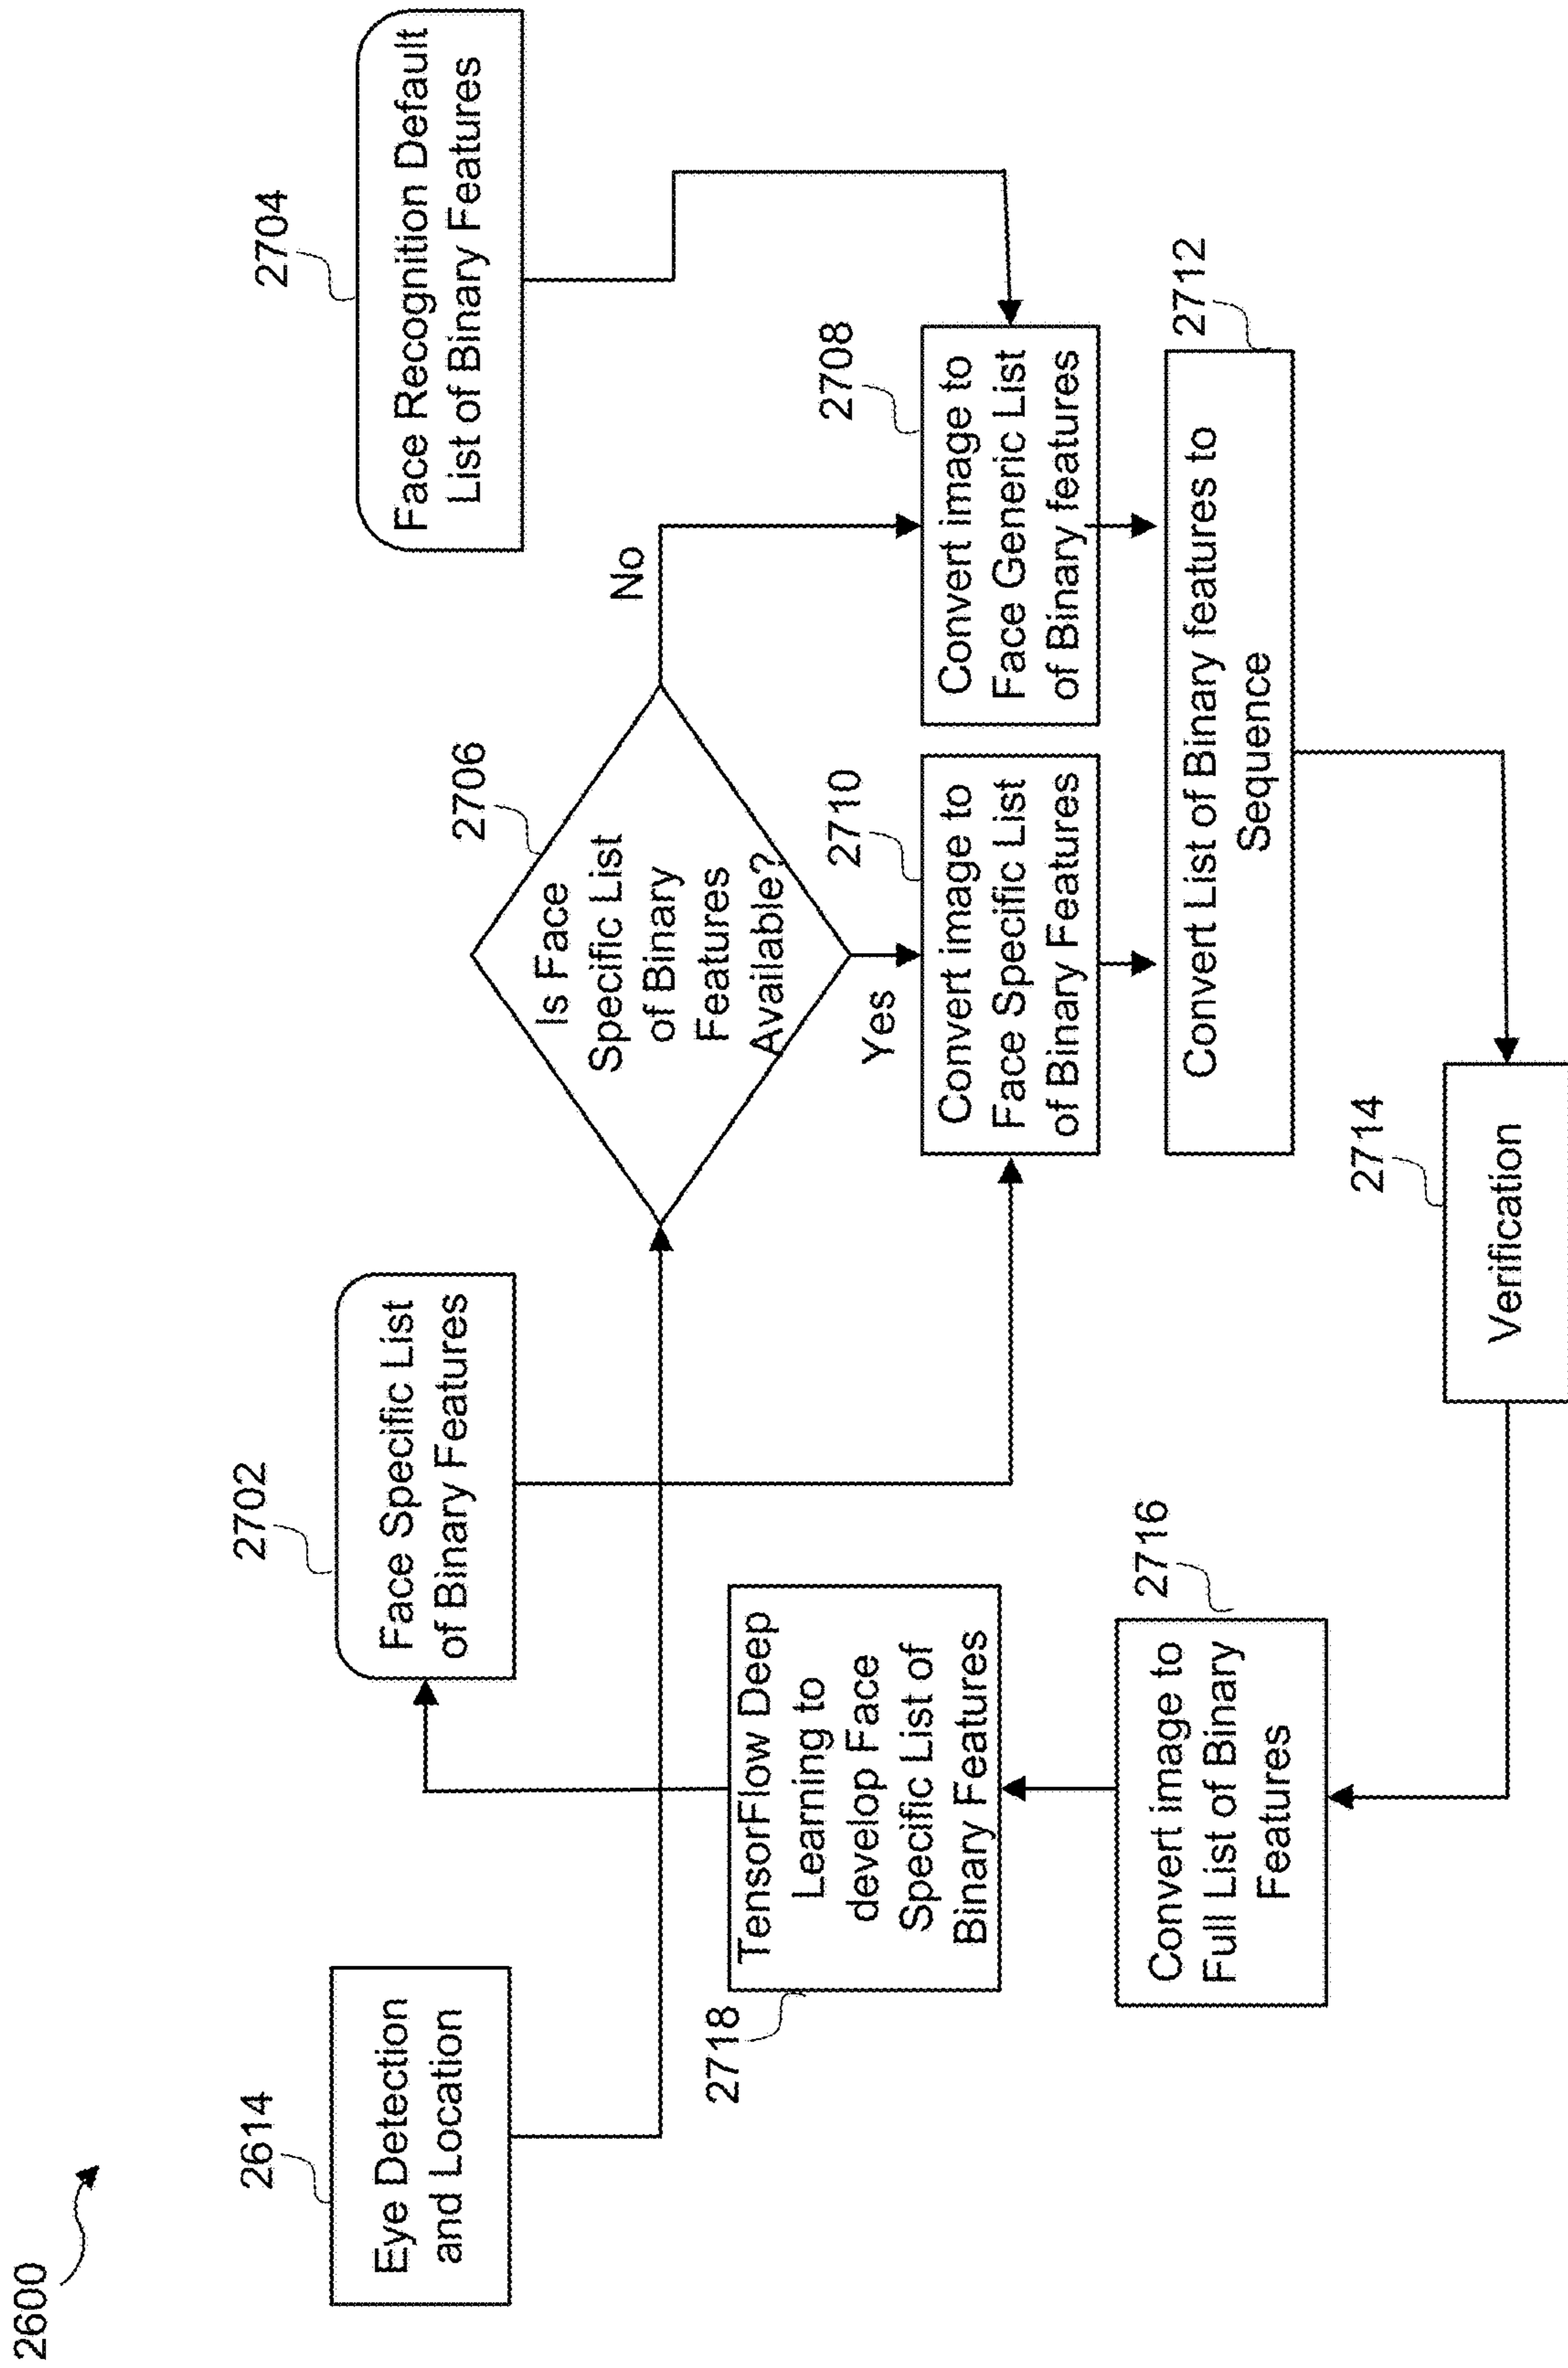 2600
2614
Eye Detection
and Location
2702
Face Specific List
of Binary Features
2704
Face Recognition Default
List of Binary Features
2706
Is Face
Specific List
of Binary
Features
Available?
No
Yes
2718
TensorFlow Deep
Learning to
develop Face
Specific List of
Binary Features
2710
Convert image to
Face Specific List
of Binary Features
2708
Convert image to
Face Generic List
of Binary features
2716
Convert image to
Full List of Binary
Features
2712
Convert List of Binary features to
Sequence
2714
Verification